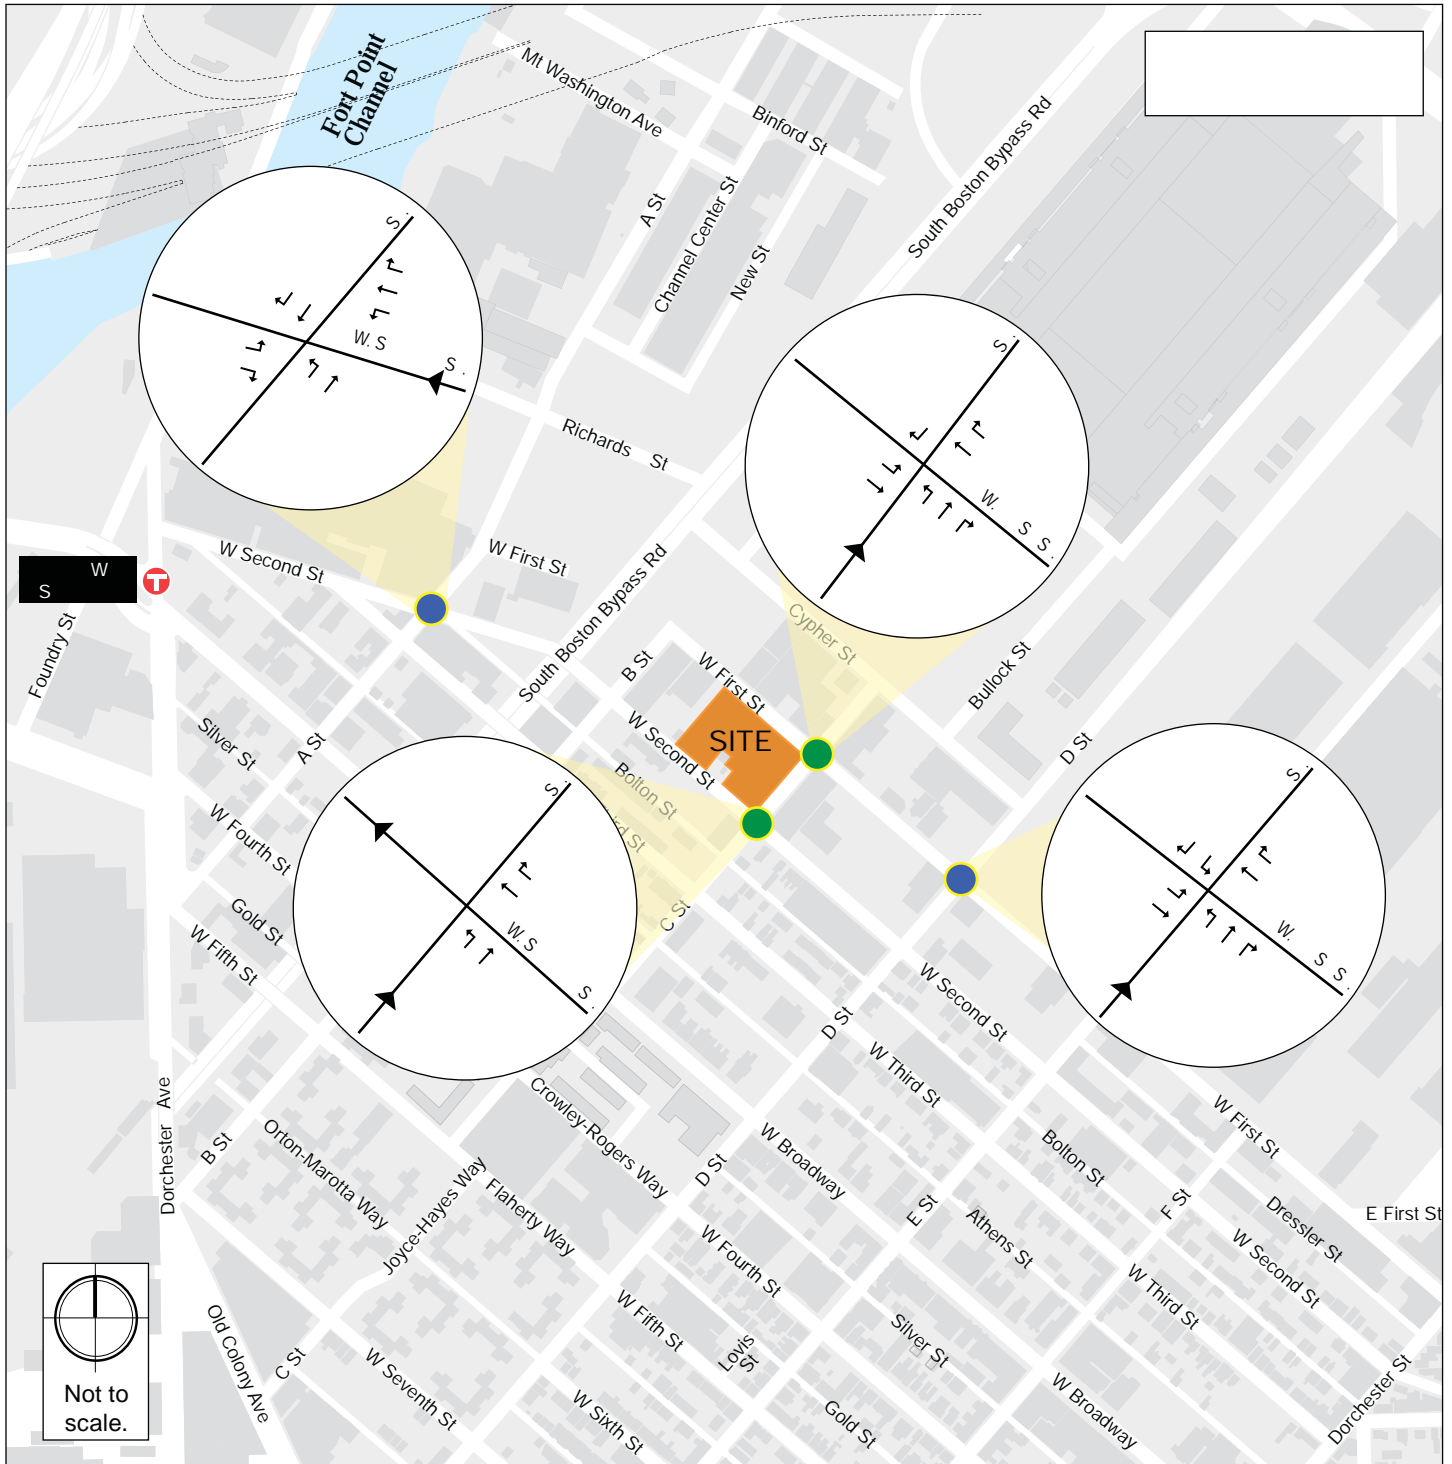 Fort Point
Channel
Mt Washington Ave
Binford St
South Boston Bypass Rd
A St
Channel Center St
New St
S .
W. S
S .
S .
W. S S .
Richards St
W Second St
W First St
South Boston Bypass Rd
W
S
T
Foundry St
Cypher St
Bullock St
B St
W First St
W Second St
SITE
D St
Silver St
A St
Bolton St
rd St
W Fourth St
Gold St
W Fifth St
C St
S .
W. S
S .
S .
W. S S .
W Second St
D St
W Third St
Dorchester Ave
B St
Orton-Marotta Way
Joyce-Hayes Way
Flaherty Way
Crowley-Rogers Way
D St
W Broadway
E St
Athens St
Bolton St
F St
W First St
Dressler St
W Second St
E First St
W Third St
W Fourth St
W Fifth St
Lovis
St
Silver St
Not to
scale.
Old Colony Ave
C St
W Seventh St
W Sixth St
Gold St
W Broadway
Dorchester St